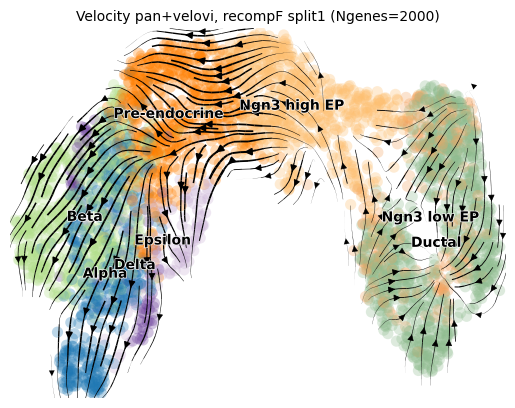 Velocity pan+velovi, recompF split1 (Ngenes=2000)
Ngn3 high EP
Pre-endocrine
Beta
Ngn3 low EP
Epsilon
Ductal
Delta
Alpha